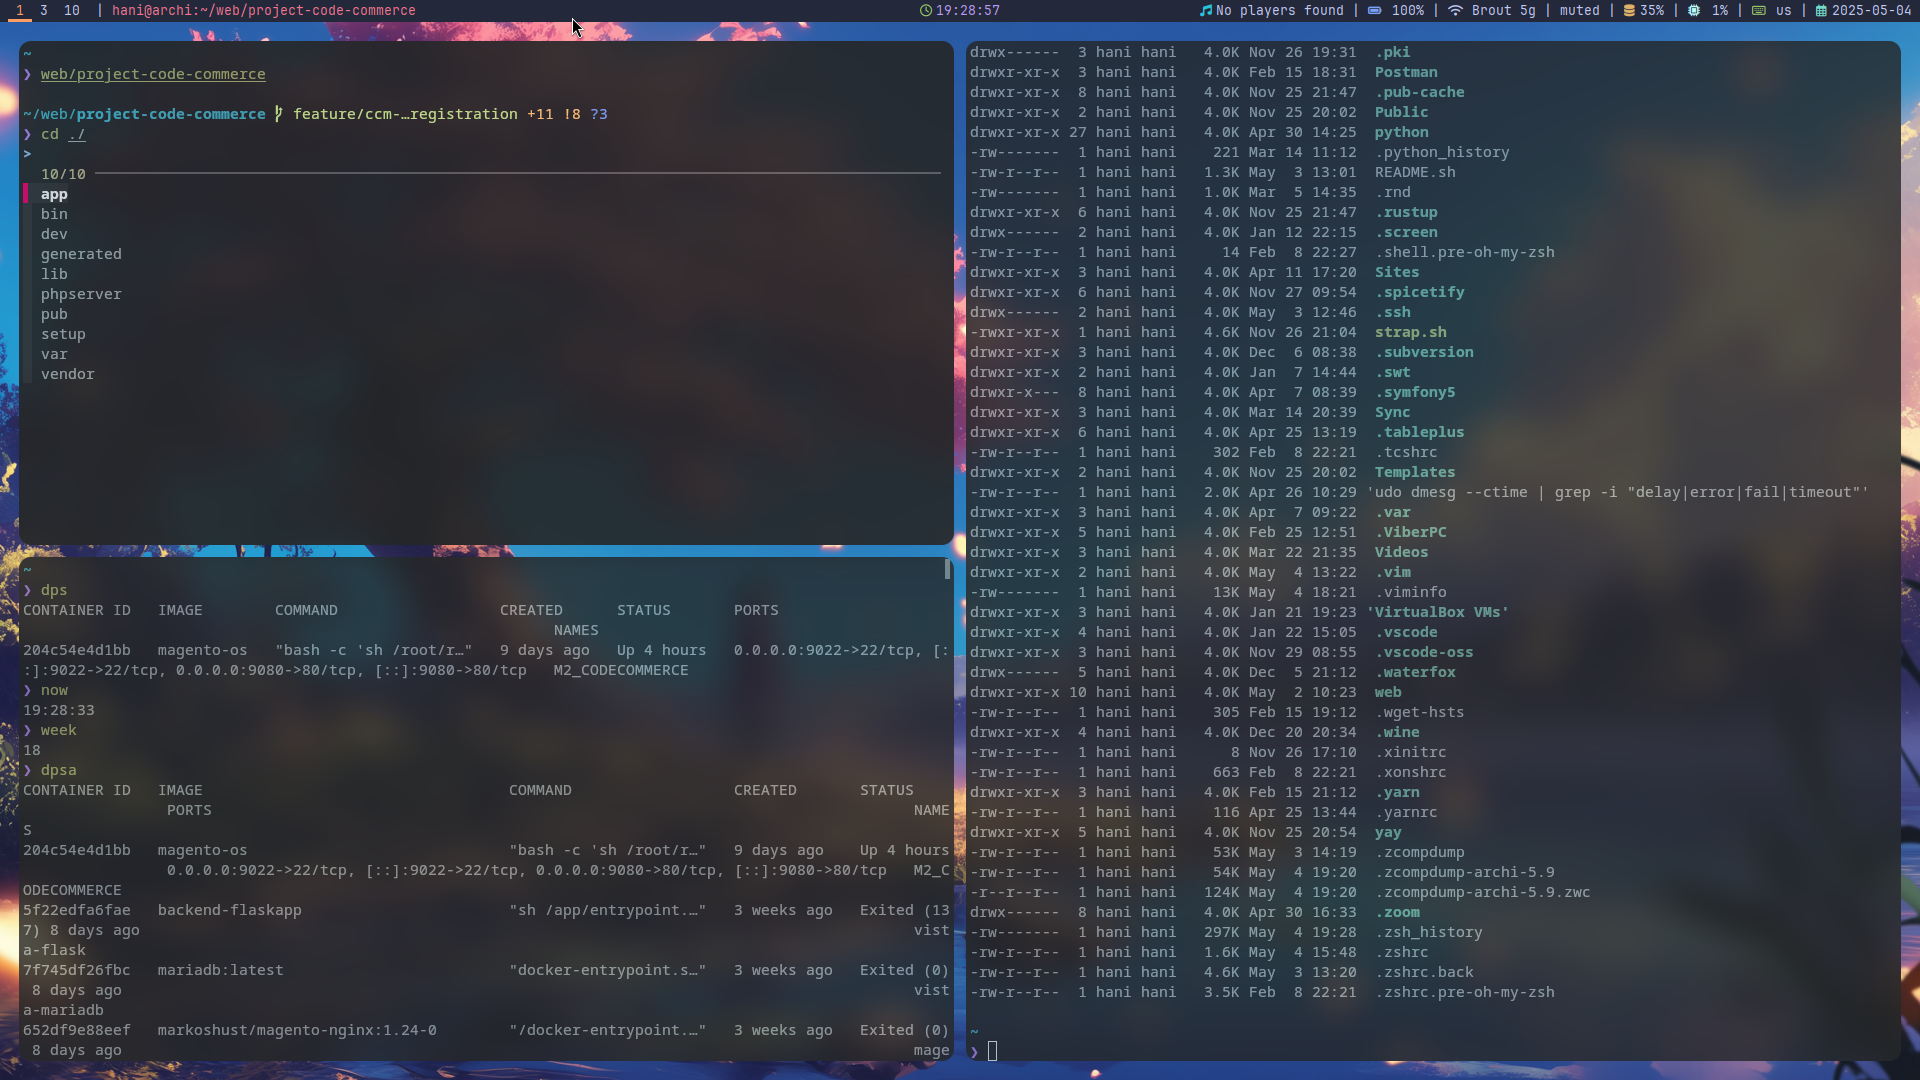 1 3 10 | hani@archi:~/web/project-code-commerce 19:28:57 No players found | 100% | Brout 5g | muted | 35% | 1% | us | 2025-05-04
~
❯ web/project-code-commerce
~/web/project-code-commerce feature/ccm-…registration +11 !8 ?3
❯ cd ./
>
10/10
app
bin
dev
generated
lib
phpserver
pub
setup
var
vendor
~
❯ dps
CONTAINER ID   IMAGE        COMMAND                  CREATED      STATUS       PORTS
NAMES
204c54e4d1bb   magento-os   "bash -c 'sh /root/r…"   9 days ago   Up 4 hours   0.0.0.0:9022->22/tcp, [:
:]:9022->22/tcp, 0.0.0.0:9080->80/tcp, [::]:9080->80/tcp   M2_CODECOMMERCE
❯ now
19:28:33
❯ week
18
❯ dpsa
CONTAINER ID   IMAGE                                  COMMAND                  CREATED       STATUS
PORTS                                                                              NAME
S
204c54e4d1bb   magento-os                             "bash -c 'sh /root/r…"   9 days ago    Up 4 hours
0.0.0.0:9022->22/tcp, [::]:9022->22/tcp, 0.0.0.0:9080->80/tcp, [::]:9080->80/tcp   M2_C
ODECOMMERCE
5f22edfa6fae   backend-flaskapp                       "sh /app/entrypoint.…"   3 weeks ago   Exited (13
7) 8 days ago                                                                                      vist
a-flask
7f745df26fbc   mariadb:latest                         "docker-entrypoint.s…"   3 weeks ago   Exited (0)
8 days ago                                                                                        vist
a-mariadb
652df9e88eef   markoshust/magento-nginx:1.24-0        "/docker-entrypoint.…"   3 weeks ago   Exited (0)
8 days ago                                                                                        mage
drwx------  3 hani hani   4.0K Nov 26 19:31  .pki
drwxr-xr-x  3 hani hani   4.0K Feb 15 18:31  Postman
drwxr-xr-x  8 hani hani   4.0K Nov 25 21:47  .pub-cache
drwxr-xr-x  2 hani hani   4.0K Nov 25 20:02  Public
drwxr-xr-x 27 hani hani   4.0K Apr 30 14:25  python
-rw-------  1 hani hani    221 Mar 14 11:12  .python_history
-rw-r--r--  1 hani hani   1.3K May  3 13:01  README.sh
-rw-------  1 hani hani   1.0K Mar  5 14:35  .rnd
drwxr-xr-x  6 hani hani   4.0K Nov 25 21:47  .rustup
drwx------  2 hani hani   4.0K Jan 12 22:15  .screen
-rw-r--r--  1 hani hani     14 Feb  8 22:27  .shell.pre-oh-my-zsh
drwxr-xr-x  3 hani hani   4.0K Apr 11 17:20  Sites
drwxr-xr-x  6 hani hani   4.0K Nov 27 09:54  .spicetify
drwx------  2 hani hani   4.0K May  3 12:46  .ssh
-rwxr-xr-x  1 hani hani   4.6K Nov 26 21:04  strap.sh
drwxr-xr-x  3 hani hani   4.0K Dec  6 08:38  .subversion
drwxr-xr-x  2 hani hani   4.0K Jan  7 14:44  .swt
drwxr-x---  8 hani hani   4.0K Apr  7 08:39  .symfony5
drwxr-xr-x  3 hani hani   4.0K Mar 14 20:39  Sync
drwxr-xr-x  6 hani hani   4.0K Apr 25 13:19  .tableplus
-rw-r--r--  1 hani hani    302 Feb  8 22:21  .tcshrc
drwxr-xr-x  2 hani hani   4.0K Nov 25 20:02  Templates
-rw-r--r--  1 hani hani   2.0K Apr 26 10:29 'udo dmesg --ctime | grep -i "delay|error|fail|timeout"'
drwxr-xr-x  3 hani hani   4.0K Apr  7 09:22  .var
drwxr-xr-x  5 hani hani   4.0K Feb 25 12:51  .ViberPC
drwxr-xr-x  3 hani hani   4.0K Mar 22 21:35  Videos
drwxr-xr-x  2 hani hani   4.0K May  4 13:22  .vim
-rw-------  1 hani hani    13K May  4 18:21  .viminfo
drwxr-xr-x  3 hani hani   4.0K Jan 21 19:23 'VirtualBox VMs'
drwxr-xr-x  4 hani hani   4.0K Jan 22 15:05  .vscode
drwxr-xr-x  3 hani hani   4.0K Nov 29 08:55  .vscode-oss
drwx------  5 hani hani   4.0K Dec  5 21:12  .waterfox
drwxr-xr-x 10 hani hani   4.0K May  2 10:23  web
-rw-r--r--  1 hani hani    305 Feb 15 19:12  .wget-hsts
drwxr-xr-x  4 hani hani   4.0K Dec 20 20:34  .wine
-rw-r--r--  1 hani hani      8 Nov 26 17:10  .xinitrc
-rw-r--r--  1 hani hani    663 Feb  8 22:21  .xonshrc
drwxr-xr-x  3 hani hani   4.0K Feb 15 21:12  .yarn
-rw-r--r--  1 hani hani    116 Apr 25 13:44  .yarnrc
drwxr-xr-x  5 hani hani   4.0K Nov 25 20:54  yay
-rw-r--r--  1 hani hani    53K May  3 14:19  .zcompdump
-rw-r--r--  1 hani hani    54K May  4 19:20  .zcompdump-archi-5.9
-r--r--r--  1 hani hani   124K May  4 19:20  .zcompdump-archi-5.9.zwc
drwx------  8 hani hani   4.0K Apr 30 16:33  .zoom
-rw-------  1 hani hani   297K May  4 19:28  .zsh_history
-rw-r--r--  1 hani hani   1.6K May  4 15:48  .zshrc
-rw-r--r--  1 hani hani   4.6K May  3 13:20  .zshrc.back
-rw-r--r--  1 hani hani   3.5K Feb  8 22:21  .zshrc.pre-oh-my-zsh
~
❯